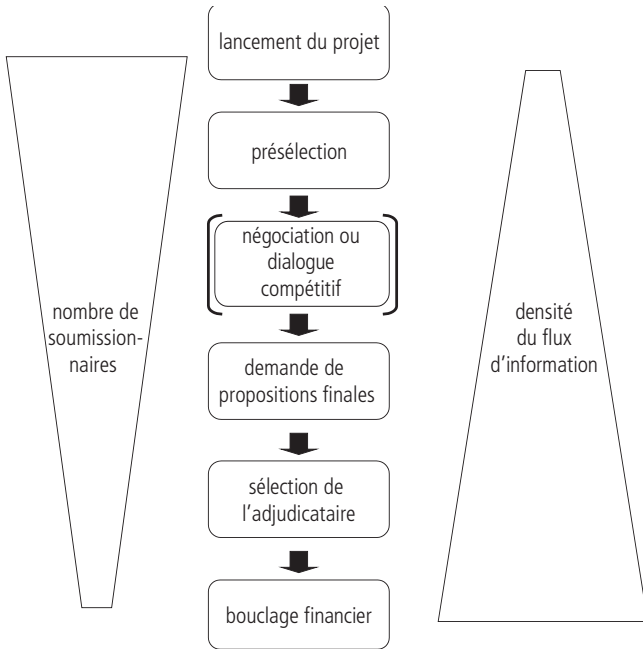 lancement du projet
présélection
négociation ou
dialogue
compétitif
nombre de
soumission-
naires
densité
du flux
d’information
demande de
propositions finales
sélection de
l’adjudicataire
bouclage financier